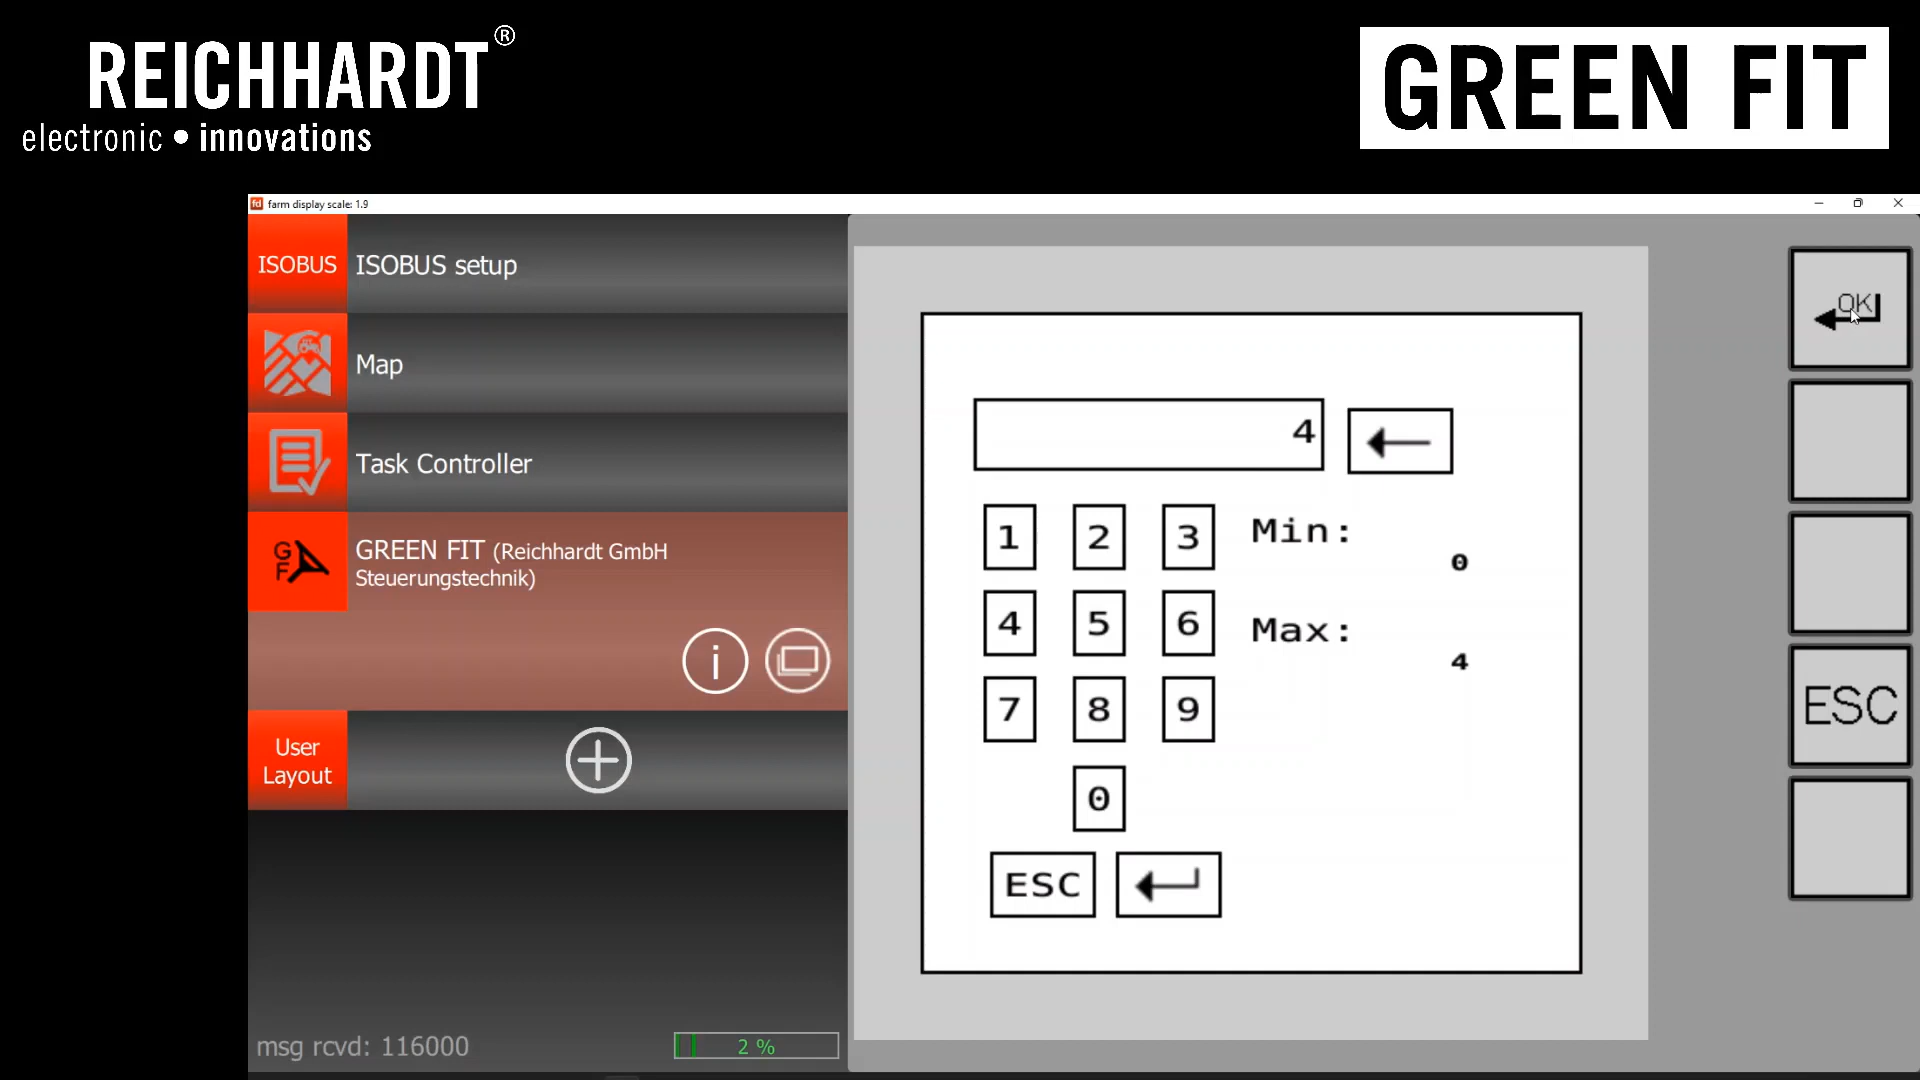 REICHHARDT®
electronic • innovations
GREEN FIT
fd farm display scale: 1.9
ISOBUS ISOBUS setup
Map
Task Controller
GF GREEN FIT (Reichhardt GmbH
Steuerungstechnik)
i
User
Layout
msg rcvd: 116000
2 %
4
1 2 3 Min:
0
4 5 6 Max:
4
7 8 9
0
ESC
OK
ESC